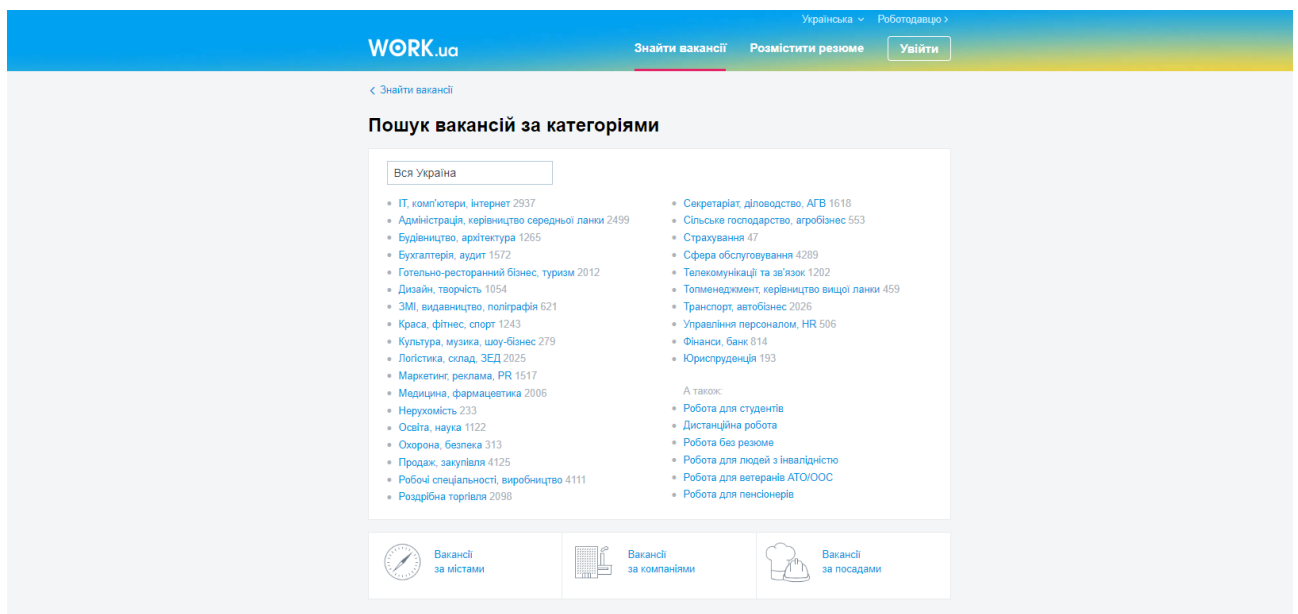 Українська
Роботодавцю
WORK.ua
Знайти вакансії
Розмістити резюме
Увійти
Знайти вакансії
Пошук вакансій за категоріями
Вся Україна
IT, комп'ютери, інтернет 2937
Адміністрація, керівництво середньої ланки 2499
Будівництво, архітектура 1265
Бухгалтерія, аудит 1572
Готельно-ресторанний бізнес, туризм 2012
Дизайн, творчість 1054
ЗМІ, видавництво, поліграфія 621
Краса, фітнес, спорт 1243
Культура, музика, шоу-бізнес 279
Логістика, склад, ЗЕД 2025
Маркетинг, реклама, PR 1517
Медицина, фармацевтика 2006
Нерухомість 233
Освіта, наука 1122
Охорона, безпека 313
Продаж, закупівля 4125
Робочі спеціальності, виробництво 4111
Роздрібна торгівля 2098
Секретаріат, діловодство, АГВ 1618
Сільське господарство, агробізнес 553
Страхування 47
Сфера обслуговування 4289
Телекомунікації та зв'язок 1202
Топменеджмент, керівництво вищої ланки 459
Транспорт, автобізнес 2026
Управління персоналом, HR 506
Фінанси, банк 814
Юриспруденція 193
А також:
Робота для студентів
Дистанційна робота
Робота без резюме
Робота для людей з інвалідністю
Робота для ветеранів АТО/ООС
Робота для пенсіонерів
Вакансії
за містами
Вакансії
за компаніями
Вакансії
за посадами